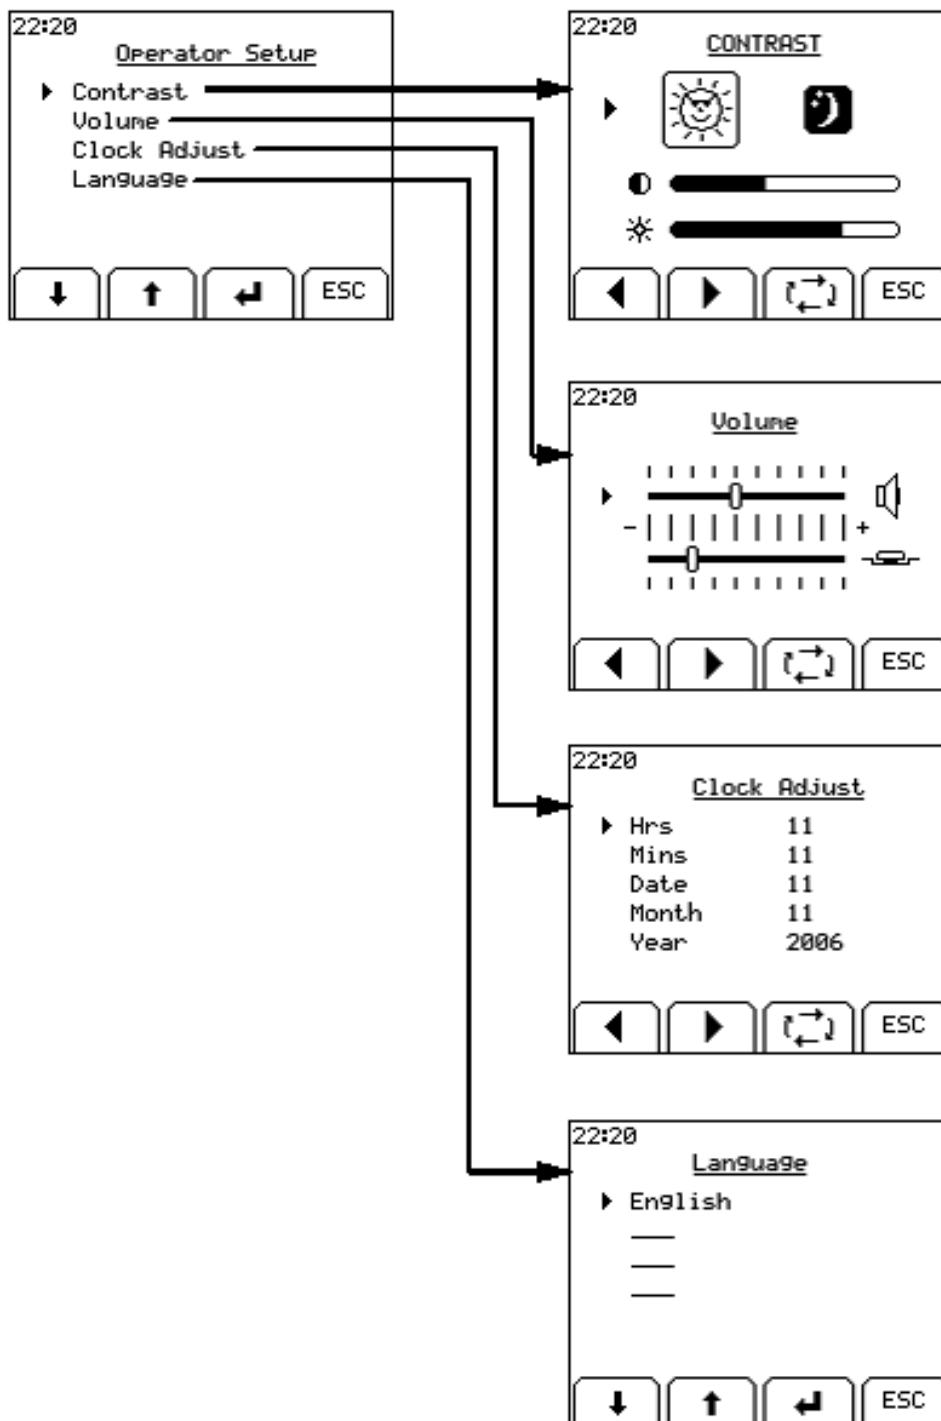 22:20
Operator Setup
Contrast
Volume
Clock Adjust
Language
ESC
22:20
CONTRAST
ESC
22:20
Volume
- +
ESC
22:20
Clock Adjust
Hrs 11
Mins 11
Date 11
Month 11
Year 2006
ESC
22:20
Language
English
ESC